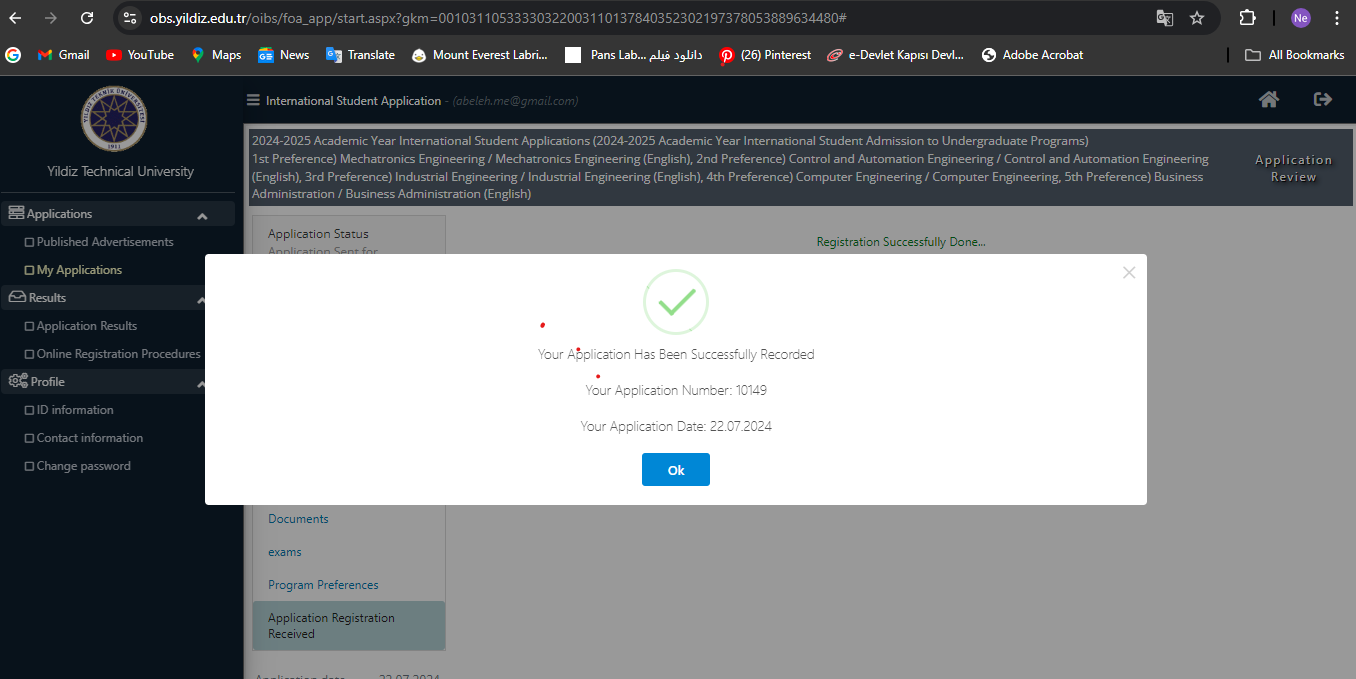 obs.yildiz.edu.tr/oibs/foa_app/start.aspx?gkm=00103110533330322003110137840352302197378053889634480#
Ne
Gmail
YouTube
Maps
News
Translate
Mount Everest Labri...
Pans Lab... دانلود فیلم
(26) Pinterest
e-Devlet Kapısı Devl...
Adobe Acrobat
All Bookmarks
YILDIZ TEKNİK ÜNİVERSİTESİ
1911
Yildiz Technical University
International Student Application - (abeleh.me@gmail.com)
2024-2025 Academic Year International Student Applications (2024-2025 Academic Year International Student Admission to Undergraduate Programs)
1st Preference) Mechatronics Engineering / Mechatronics Engineering (English), 2nd Preference) Control and Automation Engineering / Control and Automation Engineering
(English), 3rd Preference) Industrial Engineering / Industrial Engineering (English), 4th Preference) Computer Engineering / Computer Engineering, 5th Preference) Business
Administration / Business Administration (English)
Application
Review
Applications
Published Advertisements
My Applications
Results
Application Results
Online Registration Procedures
Profile
ID information
Contact information
Change password
Application Status
Application Sent for
Registration Successfully Done...
Your Application Has Been Successfully Recorded
Your Application Number: 10149
Your Application Date: 22.07.2024
Ok
Documents
exams
Program Preferences
Application Registration
Received
Application date
22.07.2024